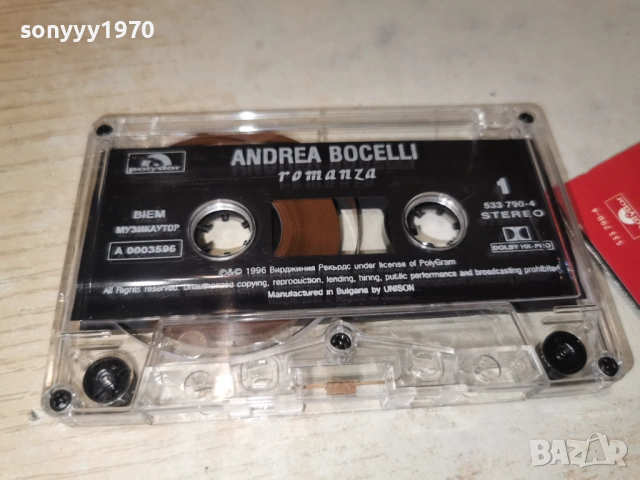 sonyyy1970
polydor
ANDREA BOCELLI
romanza
1
533 790-4
STEREO
BIEM
МУЗИКАУТОР
A 0003596
DOLBY HX-PRO
℗&© 1996 Вирджиния Рекърдс under license of PolyGram
All Rights reserved. Unauthorised copying, reproduction, lending, hiring, public performance and broadcasting prohibited
Manufactured in Bulgaria by UNISON
533 790-4
BAZAR